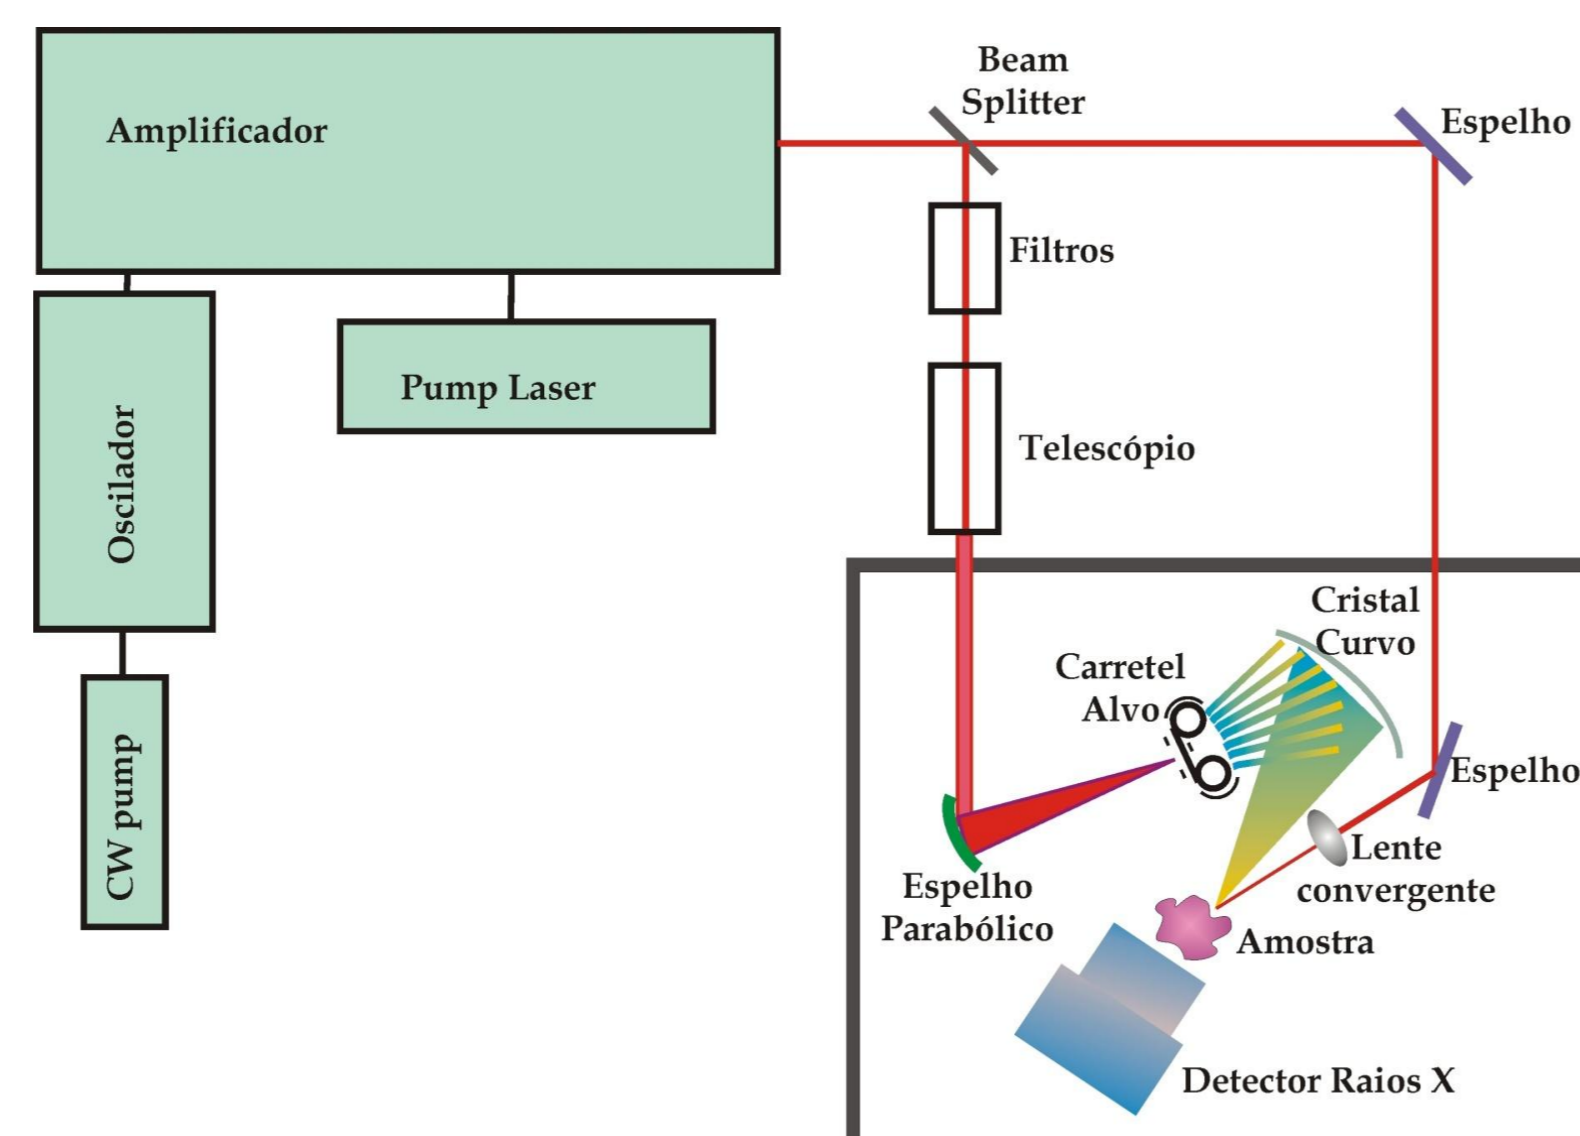 Amplificador
Beam
Splitter
Espelho
Filtros
Pump Laser
Oscilador
Telescópio
CW pump
Cristal
Curvo
Carretel
Alvo
Espelho
Lente
convergente
Espelho
Parabólico
Amostra
Detector Raios X